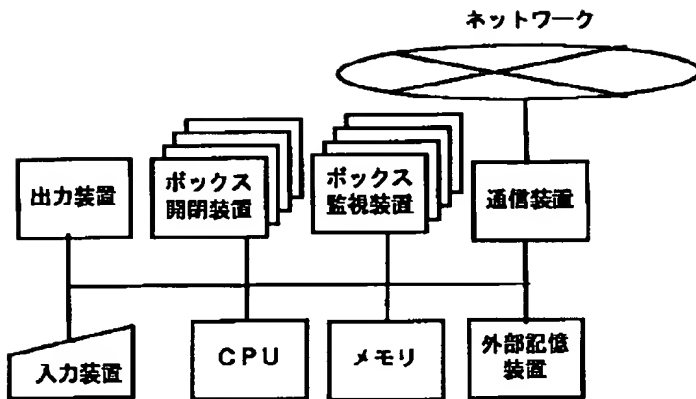 ネットワーク
出力装置
ボックス
開閉装置
ボックス
監視装置
通信装置
入力装置
CPU
メモリ
外部記憶
装置